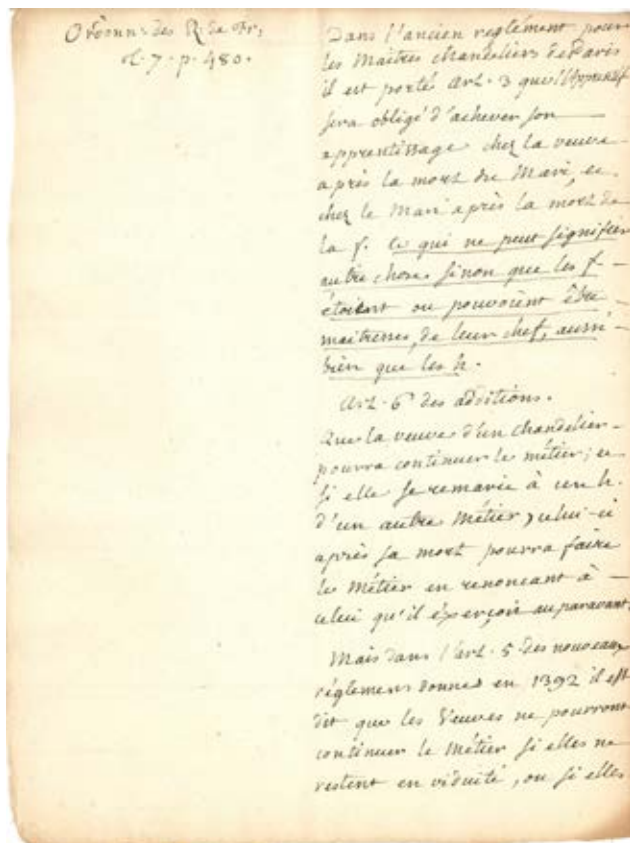 Ordonn. des R. de Fr.
t. 7. p. 480.
Dans l'ancien reglément pour
les Maitres chandeliers de Paris
il est porté Art. 3 que l'Apprentif
sera obligé d'achever son
apprentissage chez la veuve
après la mort du Mari, et
chez le Mari après la mort de
la f. Ce qui ne peut signifier
autre chose sinon que les f
étoient ou pouvoient être
maitresses, de leur chef, aussi
bien que les h.
Art. 6e des additions.
Que la veuve d'un chandelier
pourra continuer le métier; et
si elle se remarie à un h.
d'un autre Métier, celui-ci
après sa mort pourra faire
le Métier en renoncant à
celui qu'il éxerçoit auparavant.
Mais dans l'art. 5 des nouveaux
réglemens donnés en 1392 il est
dit que les Veuves ne pourront
continuer le Métier si elles ne
restent en viduité, ou si elles